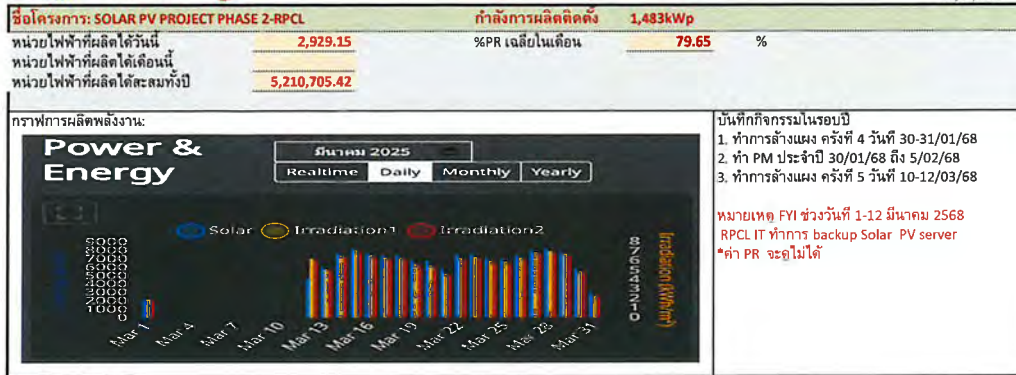 ชื่อโครงการ: SOLAR PV PROJECT PHASE 2-RPCL กำลังการผลิตติดตั้ง 1,483kWp
หน่วยไฟฟ้าที่ผลิตได้วันนี้ 2,929.15 %PR เฉลี่ยในเดือน 79.65 %
หน่วยไฟฟ้าที่ผลิตได้เดือนนี้
หน่วยไฟฟ้าที่ผลิตได้สะสมทั้งปี 5,210,705.42
กราฟการผลิตพลังงาน:
Power &
Energy
มีนาคม 2025
Realtime Daily Monthly Yearly
Solar Irradiation1 Irradiation2
9000
8000
7000
6000
5000
4000
3000
2000
1000
0
8
7
6
5
4
3
2
1
0
Irradiation (kWh/m²)
Mar 1 Mar 4 Mar 7 Mar 10 Mar 13 Mar 16 Mar 19 Mar 22 Mar 25 Mar 28 Mar 31
บันทึกกิจกรรมในรอบปี
1. ทำการล้างแผง ครั้งที่ 4 วันที่ 30-31/01/68
2. ทำ PM ประจำปี 30/01/68 ถึง 5/02/68
3. ทำการล้างแผง ครั้งที่ 5 วันที่ 10-12/03/68
หมายเหตุ FYI ช่วงวันที่ 1-12 มีนาคม 2568
RPCL IT ทำการ backup Solar PV server
*ค่า PR จะดูไม่ได้